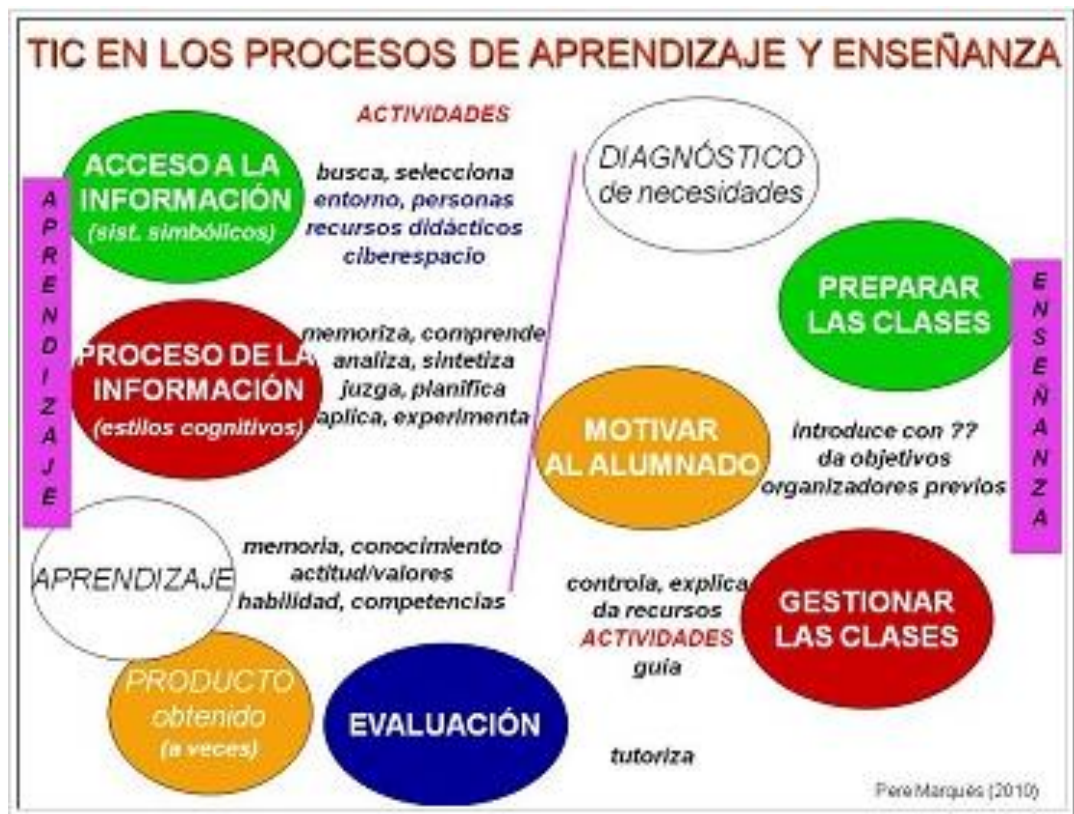 TIC EN LOS PROCESOS DE APRENDIZAJE Y ENSEÑANZA
APRENDIZAJE
ACTIVIDADES
ACCESO A LA
INFORMACIÓN
(sist. simbólicos)
busca, selecciona
entorno, personas
recursos didácticos
ciberespacio
PROCESO DE LA
INFORMACIÓN
(estilos cognitivos)
memoriza, comprende
analiza, sintetiza
juzga, planifica
aplica, experimenta
APRENDIZAJE
memoria, conocimiento
actitud/valores
habilidad, competencias
PRODUCTO
obtenido
(a veces)
EVALUACIÓN
DIAGNÓSTICO
de necesidades
PREPARAR
LAS CLASES
ENSEÑANZA
MOTIVAR
AL ALUMNADO
introduce con ??
da objetivos
organizadores previos
controla, explica
da recursos
ACTIVIDADES
guía
GESTIONAR
LAS CLASES
tutoriza
Pere Marquès (2010)